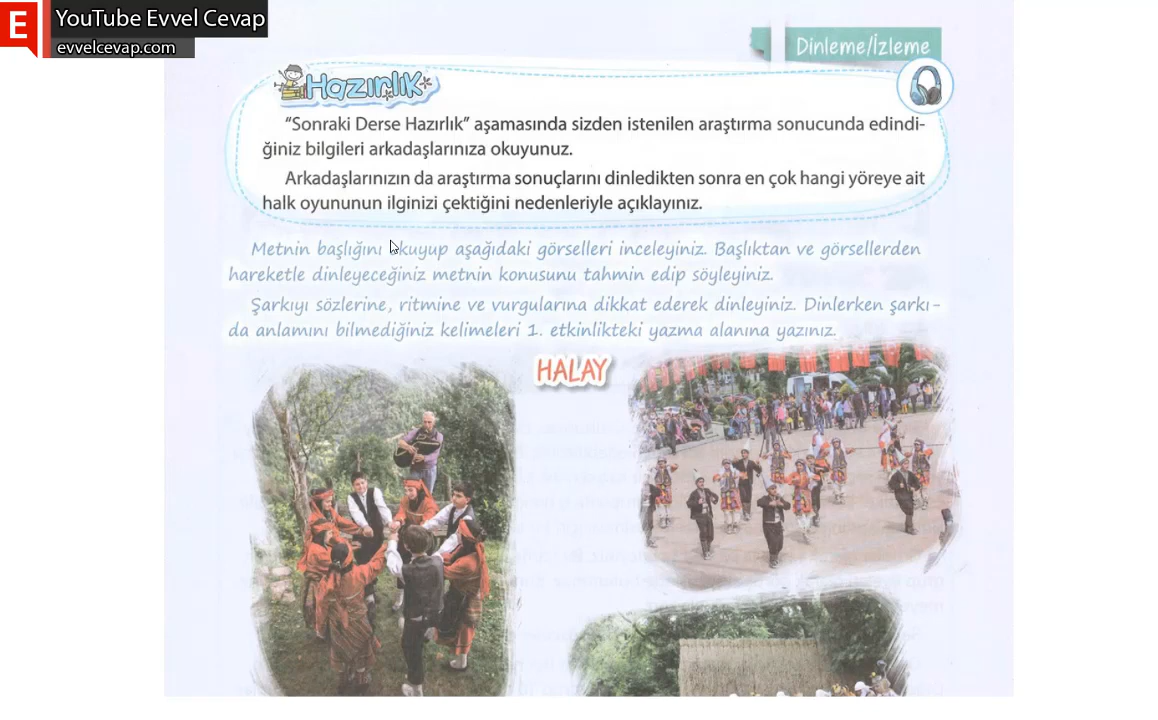 YouTube Evvel Cevap
evvelcevap.com
Dinleme/İzleme
Hazırlık
“Sonraki Derse Hazırlık” aşamasında sizden istenilen araştırma sonucunda edindi-
ğiniz bilgileri arkadaşlarınıza okuyunuz.
Arkadaşlarınızın da araştırma sonuçlarını dinledikten sonra en çok hangi yöreye ait
halk oyununun ilginizi çektiğini nedenleriyle açıklayınız.
Metnin başlığını okuyup aşağıdaki görselleri inceleyiniz. Başlıktan ve görsellerden
hareketle dinleyeceğiniz metnin konusunu tahmin edip söyleyiniz.
Şarkıyı sözlerine, ritmine ve vurgularına dikkat ederek dinleyiniz. Dinlerken şarkı-
da anlamını bilmediğiniz kelimeleri 1. etkinlikteki yazma alanına yazınız.
HALAY